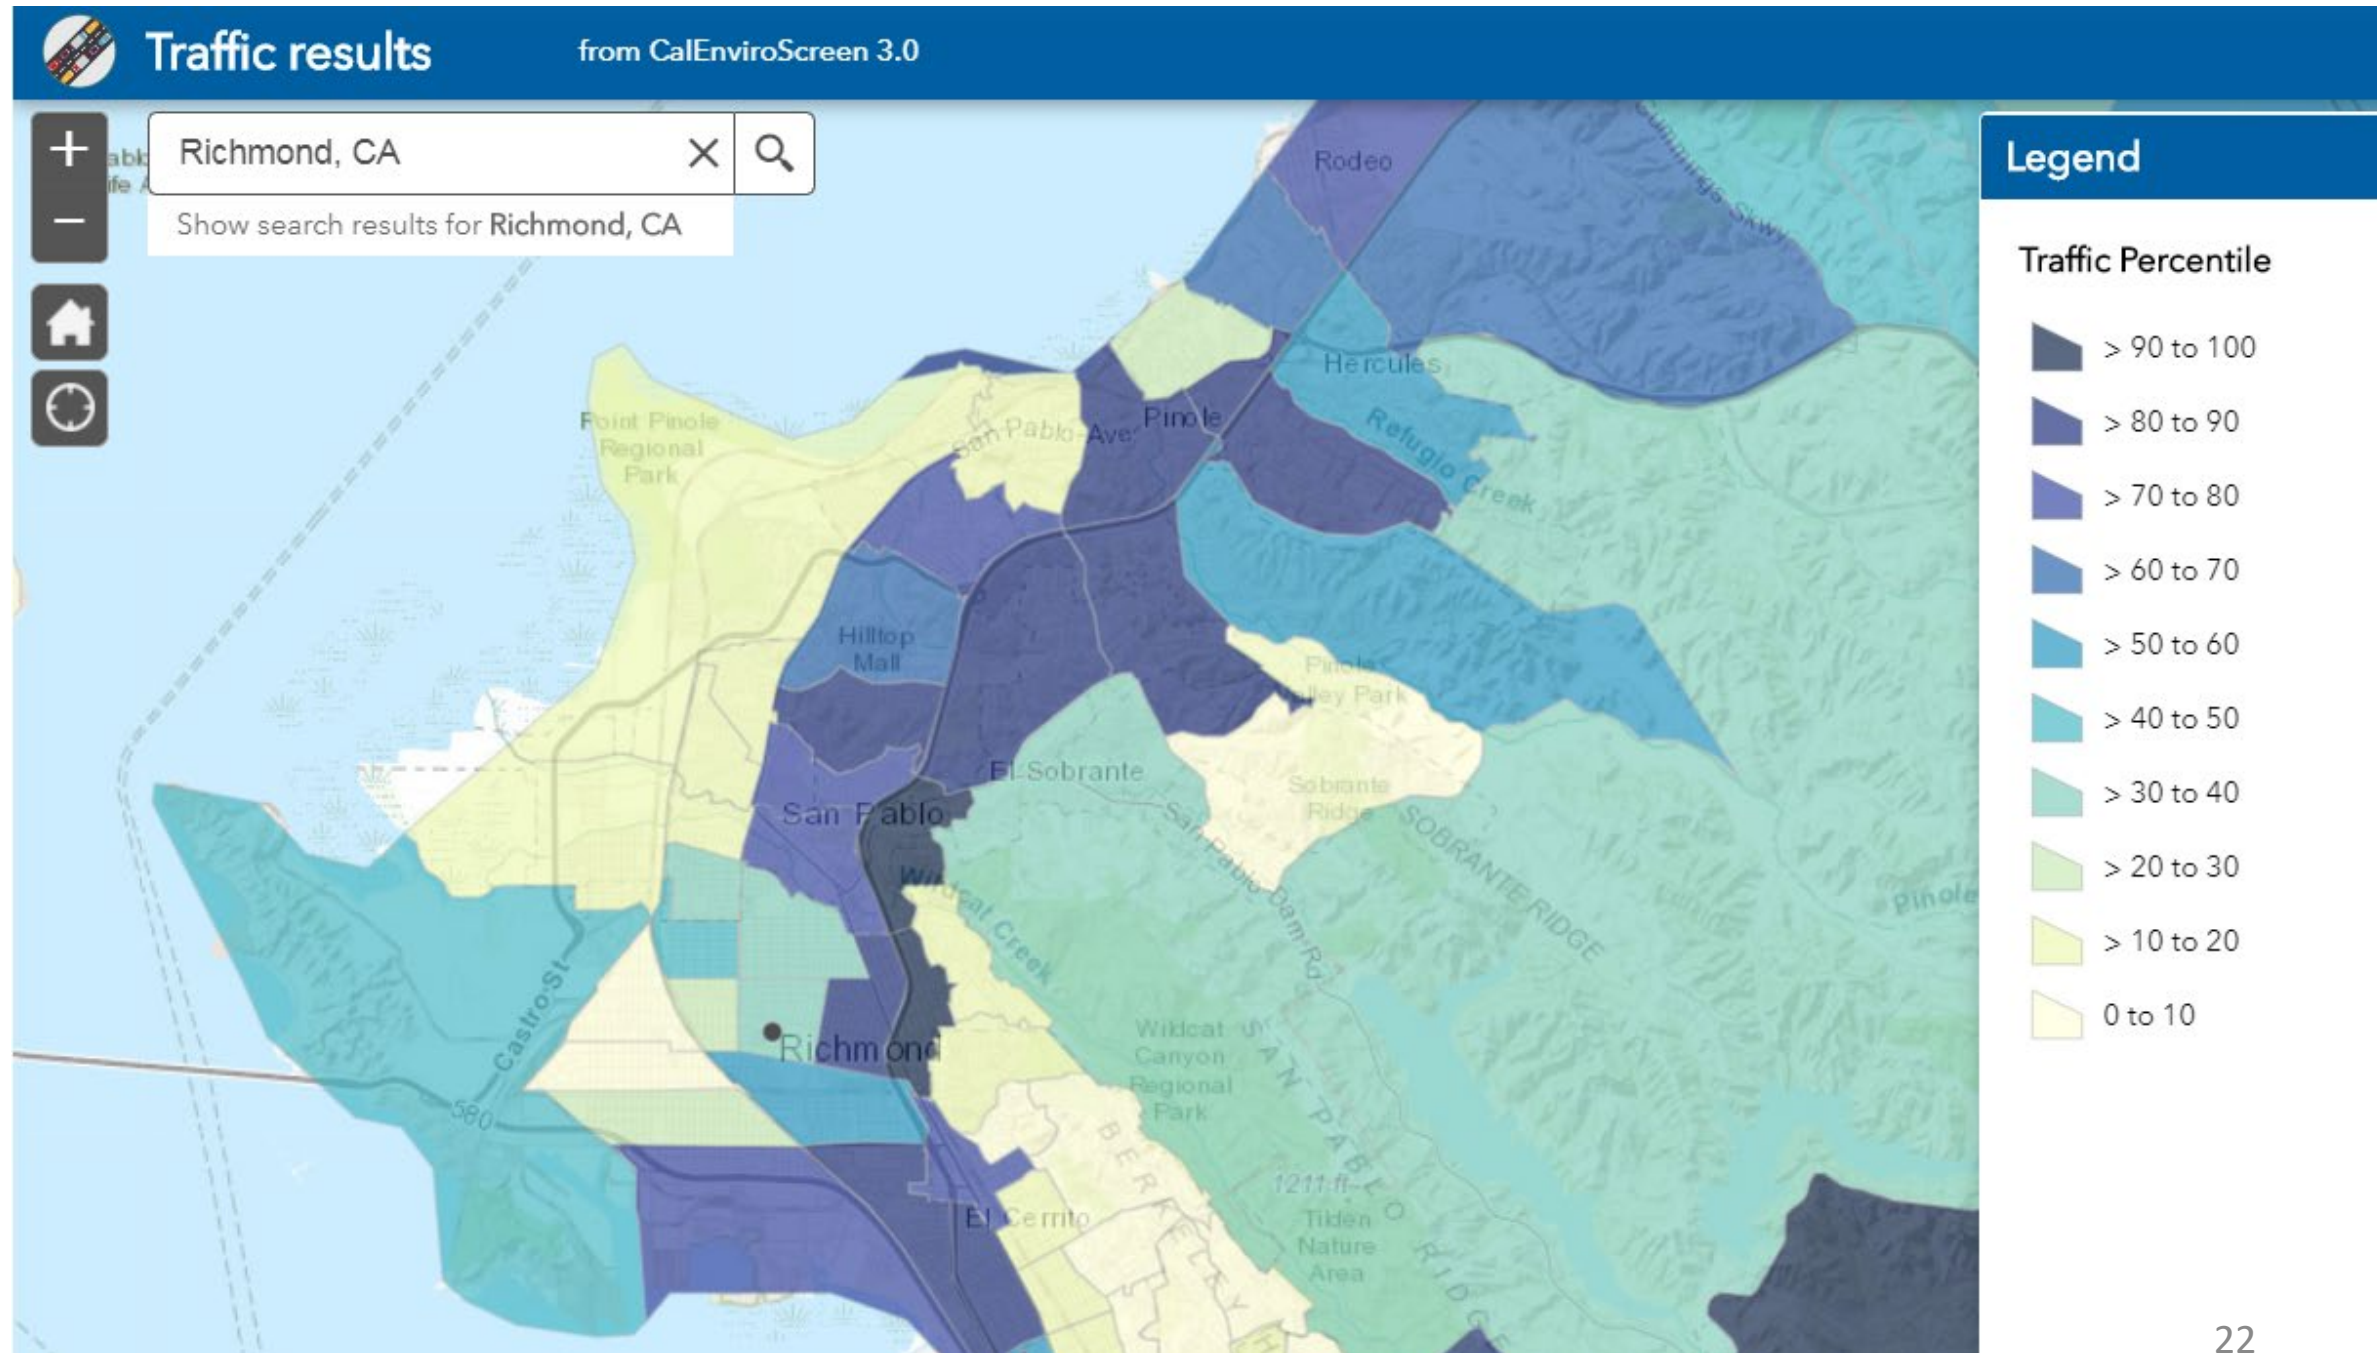 Traffic results
from CalEnviroScreen 3.0
+
Richmond, CA
−
Show search results for Richmond, CA
Legend
Traffic Percentile
> 90 to 100
> 80 to 90
> 70 to 80
> 60 to 70
> 50 to 60
> 40 to 50
> 30 to 40
> 20 to 30
> 10 to 20
0 to 10
Rodeo
Cummings Skwy
Hercules
Refugio Creek
Pinole
San Pablo Ave
Point Pinole
Regional
Park
Hilltop
Mall
Pinole
Valley Park
El Sobrante
Sobrante
Ridge
San Pablo
San Pablo Dam Rd
SOBRANTE RIDGE
Pinole
Wildcat Creek
Castro St
Richmond
Wildcat
Canyon
Regional
Park
SAN PABLO RIDGE
580
BERKELEY H
1211 ft
El Cerrito
Tilden
Nature
Area
22